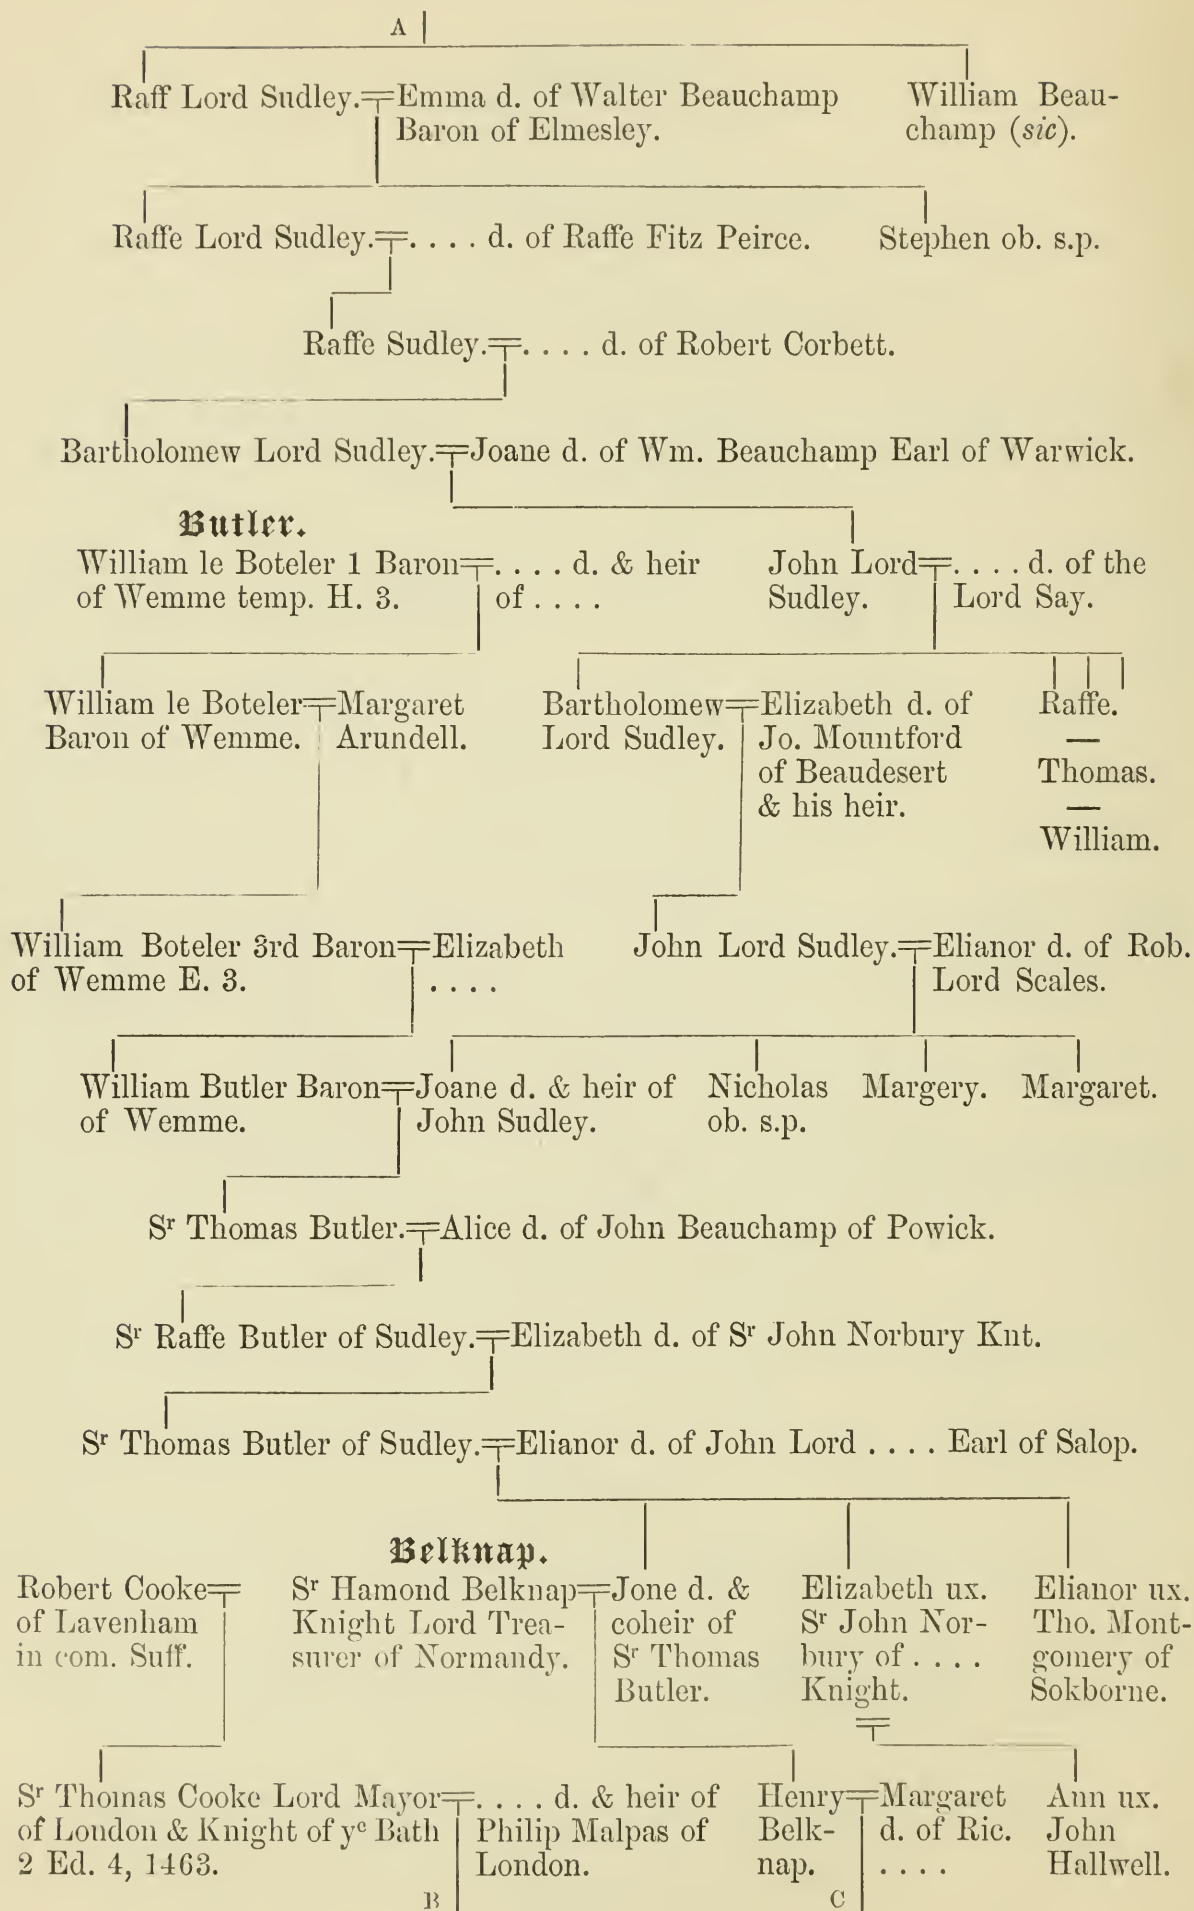 A
Raff Lord Sudley.=Emma d. of Walter Beauchamp
Baron of Elmesley.
William Beau-
champ (sic).
Raffe Lord Sudley.=. . . . d. of Raffe Fitz Peirce.
Stephen ob. s.p.
Raffe Sudley.=. . . . d. of Robert Corbett.
Bartholomew Lord Sudley.=Joane d. of Wm. Beauchamp Earl of Warwick.
Butler.
William le Boteler 1 Baron=. . . . d. & heir
of Wemme temp. H. 3.
of . . . .
John Lord=. . . . d. of the
Sudley.
Lord Say.
William le Boteler=Margaret
Baron of Wemme.
Arundell.
Bartholomew=Elizabeth d. of
Lord Sudley.
Jo. Mountford
of Beaudesert
& his heir.
Raffe.
—
Thomas.
—
William.
William Boteler 3rd Baron=Elizabeth
of Wemme E. 3.
. . . .
John Lord Sudley.=Elianor d. of Rob.
Lord Scales.
William Butler Baron=Joane d. & heir of
of Wemme.
John Sudley.
Nicholas
ob. s.p.
Margery.
Margaret.
Sr Thomas Butler.=Alice d. of John Beauchamp of Powick.
Sr Raffe Butler of Sudley.=Elizabeth d. of Sr John Norbury Knt.
Sr Thomas Butler of Sudley.=Elianor d. of John Lord . . . . Earl of Salop.
Belknap.
Robert Cooke=
of Lavenham
in com. Suff.
Sr Hamond Belknap=Jone d. &
Knight Lord Trea-
surer of Normandy.
coheir of
Sr Thomas
Butler.
Elizabeth ux.
Sr John Nor-
bury of . . . .
Knight.
=
Elianor ux.
Tho. Mont-
gomery of
Sokborne.
Sr Thomas Cooke Lord Mayor=. . . . d. & heir of
of London & Knight of ye Bath
2 Ed. 4, 1463.
Philip Malpas of
London.
Henry=Margaret
Belk-
nap.
d. of Ric.
. . . .
Ann ux.
John
Hallwell.
B
C